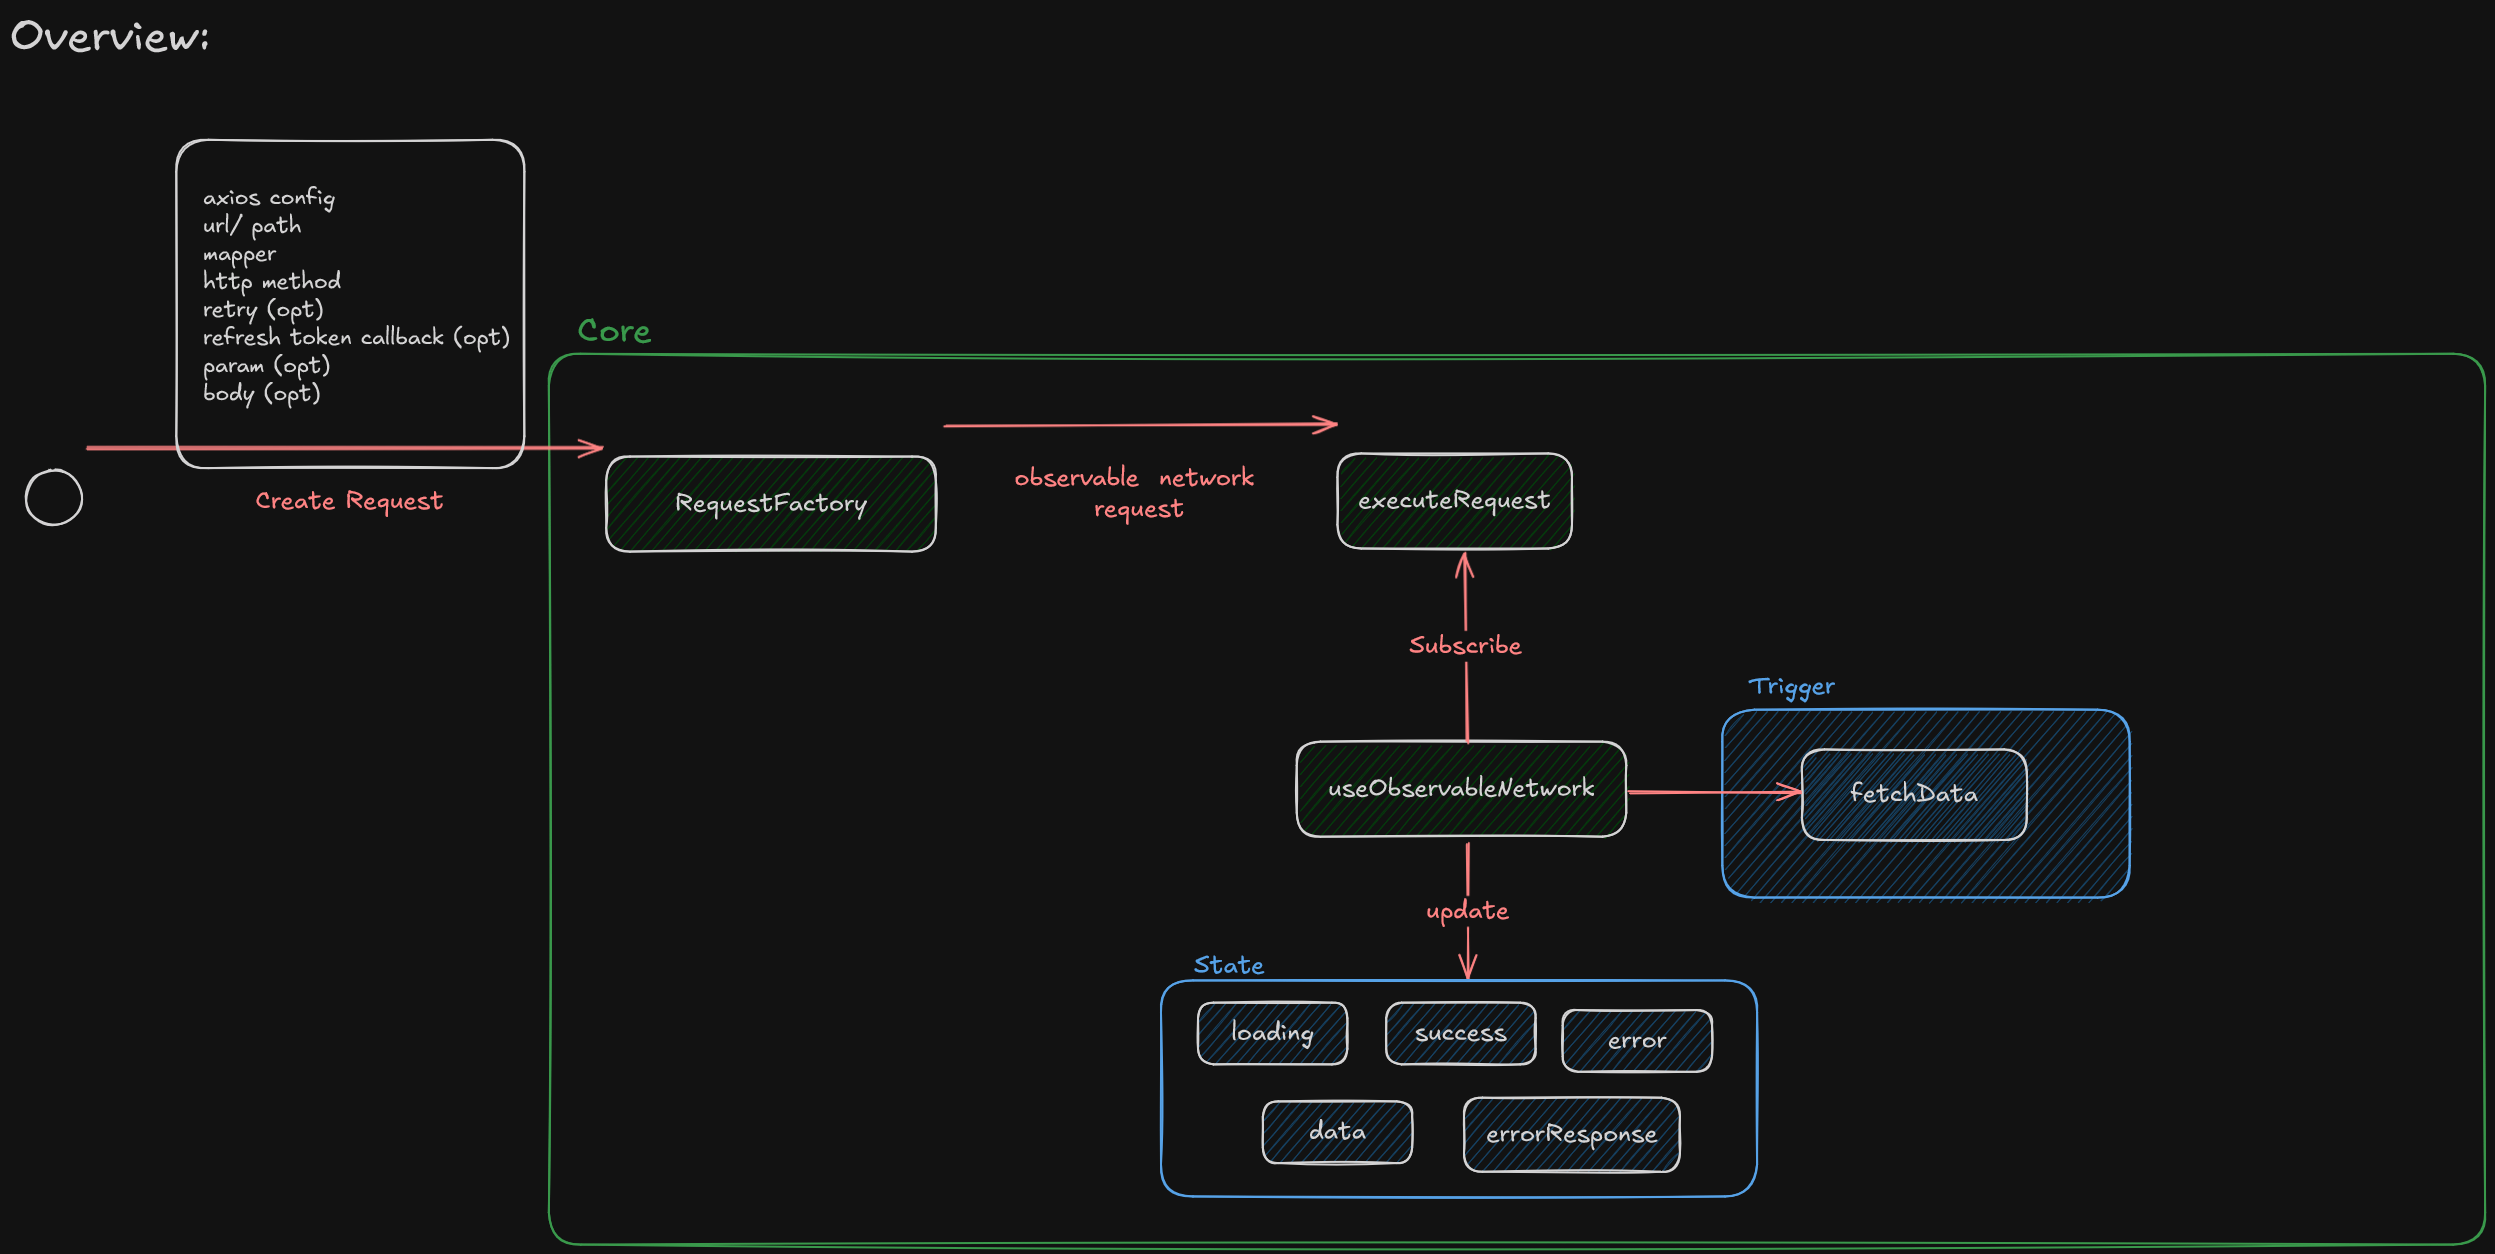 Overview:
axios config
url/ path
mapper
http method
retry (opt)
refresh token callback (opt)
param (opt)
body (opt)
Create Request
Core
RequestFactory
observable network
request
executeRequest
Subscribe
useObservableNetwork
Trigger
fetchData
update
State
loading
success
error
data
errorResponse